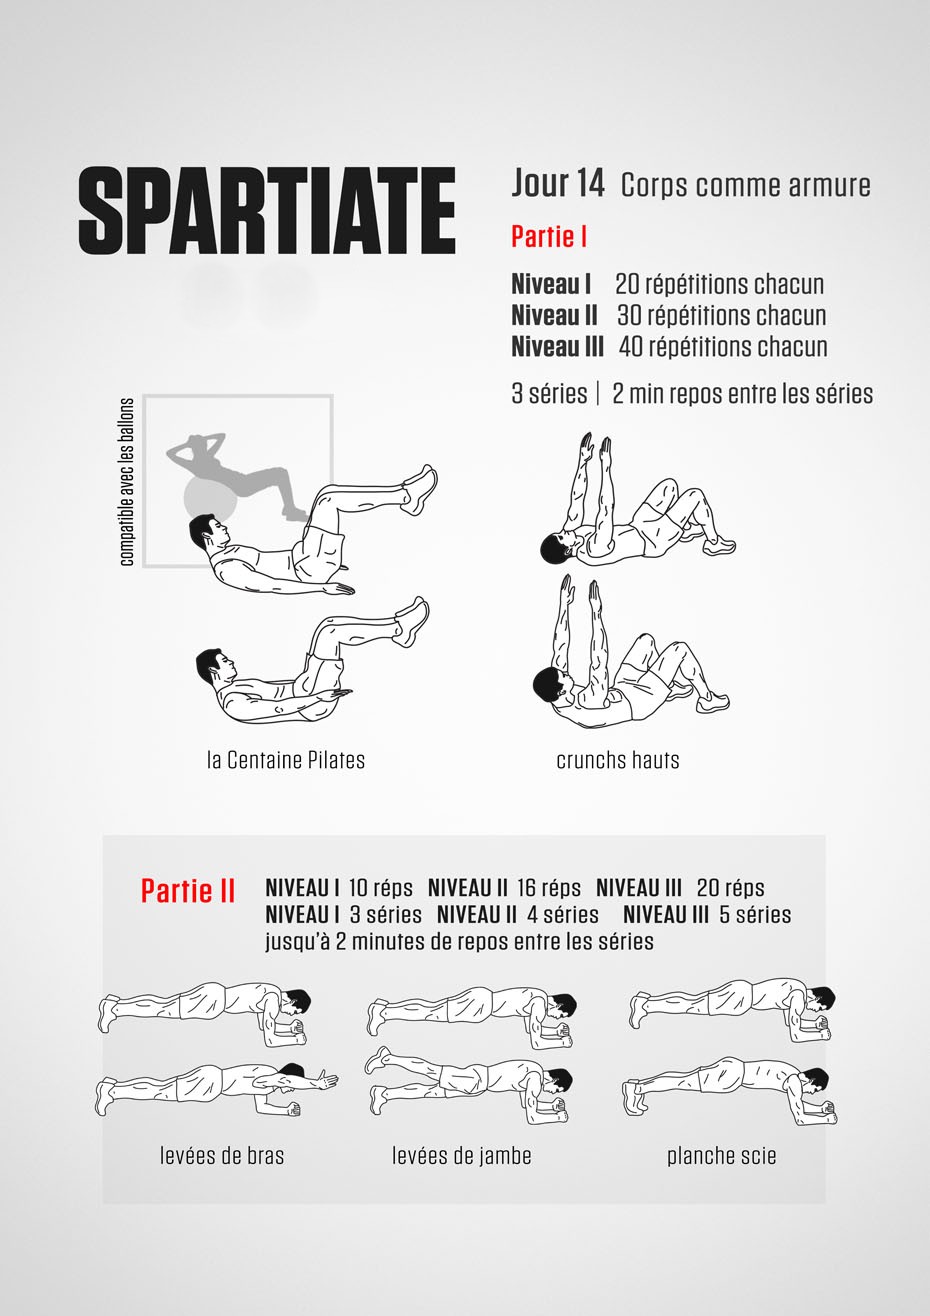 SPARTIATE
Jour 14 Corps comme armure
Partie I
Niveau I 20 répétitions chacun
Niveau II 30 répétitions chacun
Niveau III 40 répétitions chacun
3 séries | 2 min repos entre les séries
compatible avec les ballons
la Centaine Pilates
crunchs hauts
Partie II
NIVEAU I 10 réps NIVEAU II 16 réps NIVEAU III 20 réps
NIVEAU I 3 séries NIVEAU II 4 séries NIVEAU III 5 séries
jusqu'à 2 minutes de repos entre les séries
levées de bras
levées de jambe
planche scie